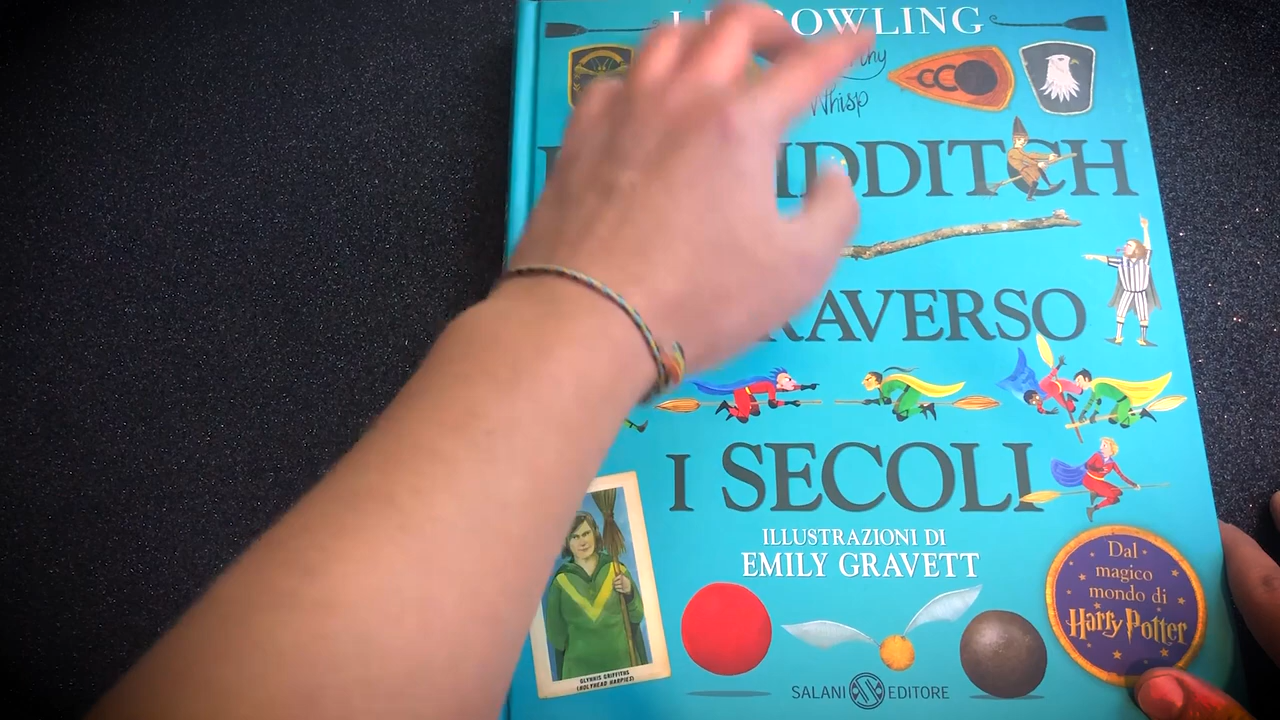 ROWLING
Whisp
IDDITCH
RAVERSO
I SECOLI
ILLUSTRAZIONI DI
EMILY GRAVETT
Dal
magico
mondo di
Harry Potter
GLYNNIS GRIFFITHS
(HOLYHEAD HARPIES)
SALANI EDITORE